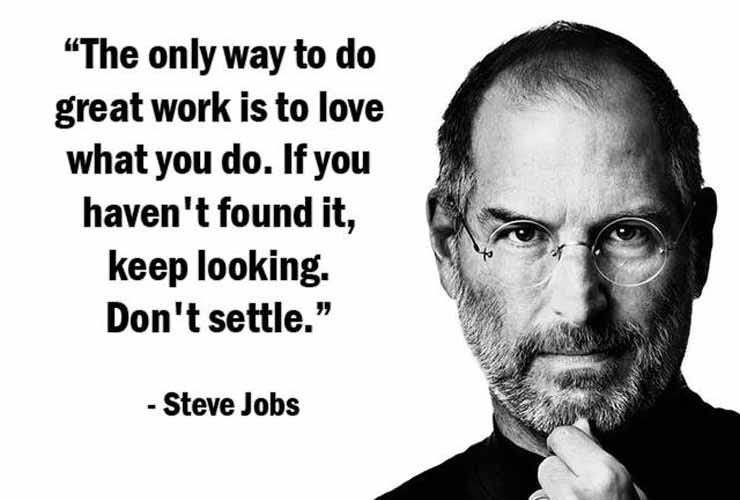 “The only way to do
great work is to love
what you do. If you
haven't found it,
keep looking.
Don't settle.”
- Steve Jobs